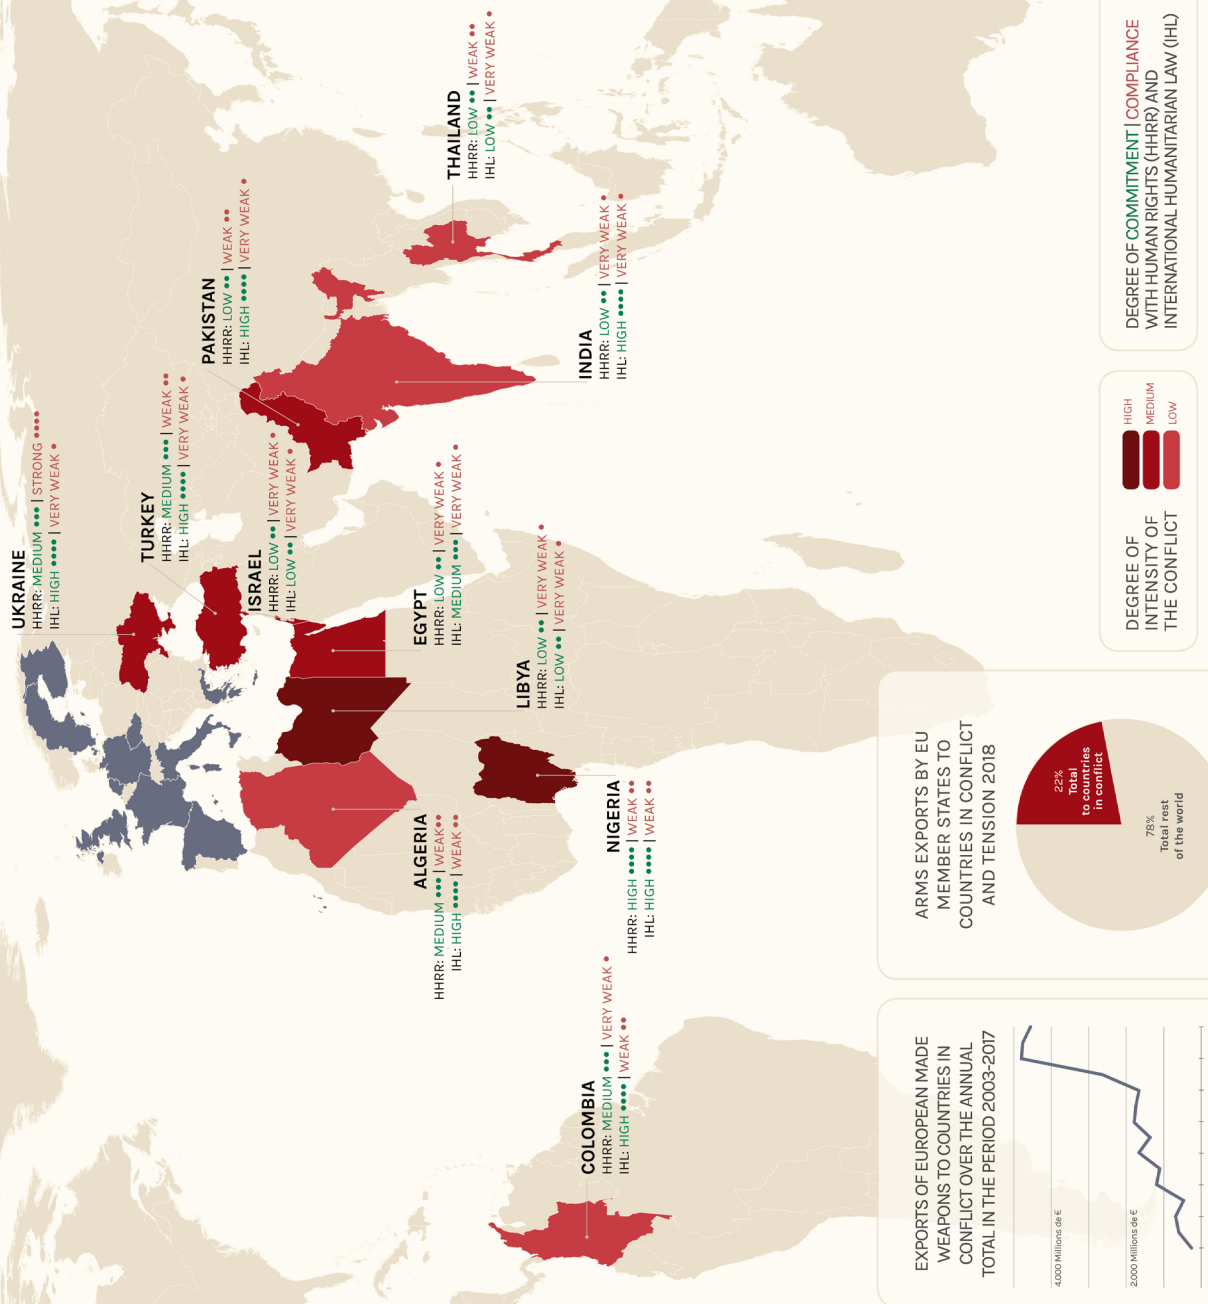 UKRAINE
HHRR: MEDIUM ••• | STRONG ••••
IHL: HIGH •••• | VERY WEAK •
TURKEY
HHRR: MEDIUM ••• | WEAK ••
IHL: HIGH •••• | VERY WEAK •
PAKISTAN
HHRR: LOW •• | WEAK ••
IHL: HIGH •••• | VERY WEAK •
ISRAEL
HHRR: LOW •• | VERY WEAK •
IHL: LOW •• | VERY WEAK •
THAILAND
HHRR: LOW •• | WEAK ••
IHL: LOW •• | VERY WEAK •
EGYPT
HHRR: LOW •• | VERY WEAK •
IHL: MEDIUM ••• | VERY WEAK •
ALGERIA
HHRR: MEDIUM ••• | WEAK ••
IHL: HIGH •••• | WEAK ••
LIBYA
HHRR: LOW •• | VERY WEAK •
IHL: LOW •• | VERY WEAK •
INDIA
HHRR: LOW •• | VERY WEAK •
IHL: HIGH •••• | VERY WEAK •
COLOMBIA
HHRR: MEDIUM ••• | VERY WEAK •
IHL: HIGH •••• | WEAK ••
NIGERIA
HHRR: HIGH •••• | WEAK ••
IHL: HIGH •••• | WEAK ••
EXPORTS OF EUROPEAN MADE
WEAPONS TO COUNTRIES IN
CONFLICT OVER THE ANNUAL
TOTAL IN THE PERIOD 2003-2017
4.000 Millions de €
2.000 Millions de €
ARMS EXPORTS BY EU
MEMBER STATES TO
COUNTRIES IN CONFLICT
AND TENSION 2018
22%
Total
to countries
in conflict
78%
Total rest
of the world
DEGREE OF
INTENSITY OF
THE CONFLICT
HIGH
MEDIUM
LOW
DEGREE OF COMMITMENT | COMPLIANCE
WITH HUMAN RIGHTS (HHRR) AND
INTERNATIONAL HUMANITARIAN LAW (IHL)